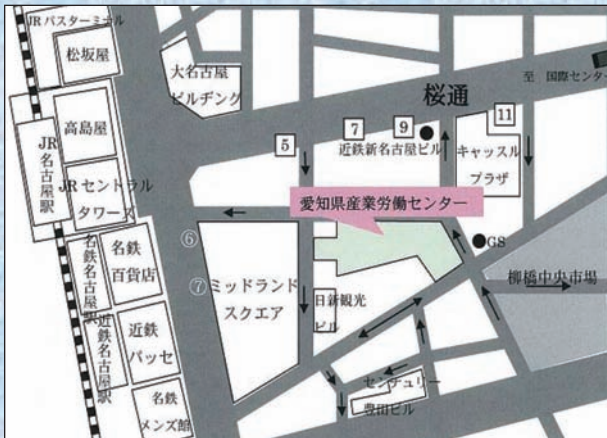 JRバスターミナル
松坂屋
大名古屋
ビルヂング
至 国際センター
桜通
高島屋
JR名古屋駅
JRセントラル
タワーズ
5
7
9
11
近鉄新名古屋ビル
キャッスル
プラザ
愛知県産業労働センター
⑥
GS
名鉄名古屋駅
名鉄
百貨店
⑦
ミッドランド
スクエア
日新観光
ビル
柳橋中央市場
近鉄名古屋駅
近鉄
パッセ
センチュリー
豊田ビル
名鉄
メンズ館